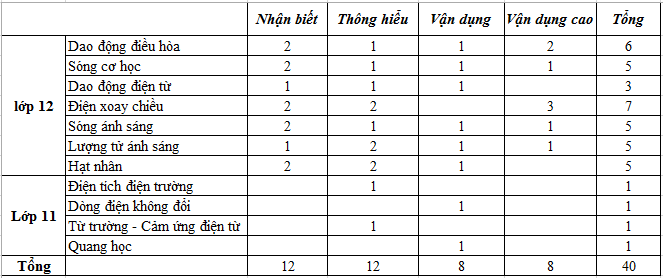 Nhận biết Thông hiểu Vận dụng Vận dụng cao Tổng
lớp 12
Dao động điều hòa 2 1 1 2 6
Sóng cơ học 2 1 1 1 5
Dao động điện từ 1 1 1 3
Điện xoay chiều 2 2 3 7
Sóng ánh sáng 2 1 1 1 5
Lượng tử ánh sáng 1 2 1 1 5
Hạt nhân 2 2 1 5
Lớp 11
Điện tich điện trường 1 1
Dòng điện không đổi 1 1
Từ trường - Cảm ứng điện từ 1 1
Quang học 1 1
Tổng 12 12 8 8 40